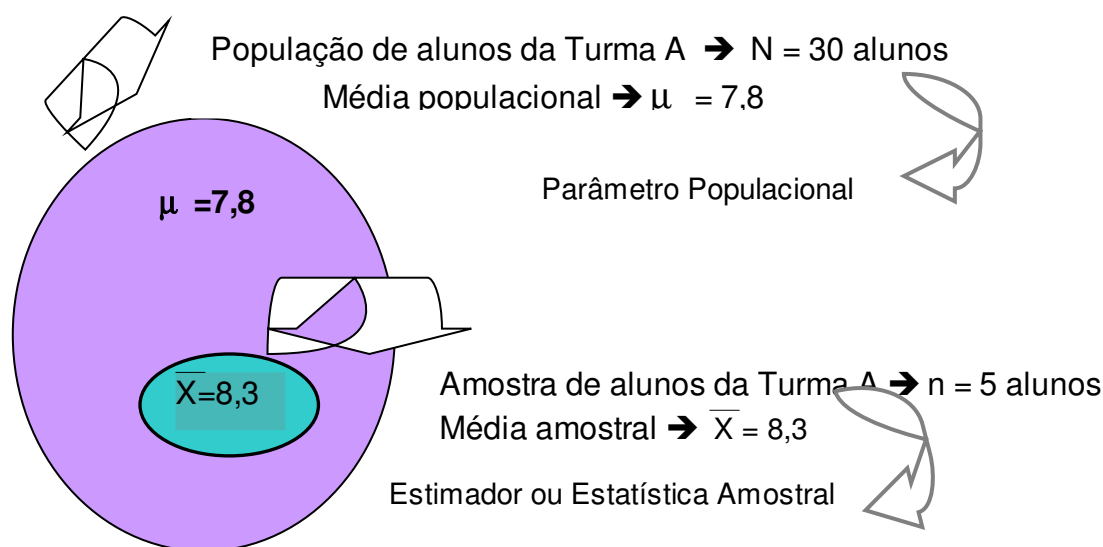 População de alunos da Turma A ➔ N = 30 alunos
Média populacional ➔ μ = 7,8
Parâmetro Populacional
μ =7,8
X̅=8,3
Amostra de alunos da Turma A ➔ n = 5 alunos
Média amostral ➔ X̅ = 8,3
Estimador ou Estatística Amostral